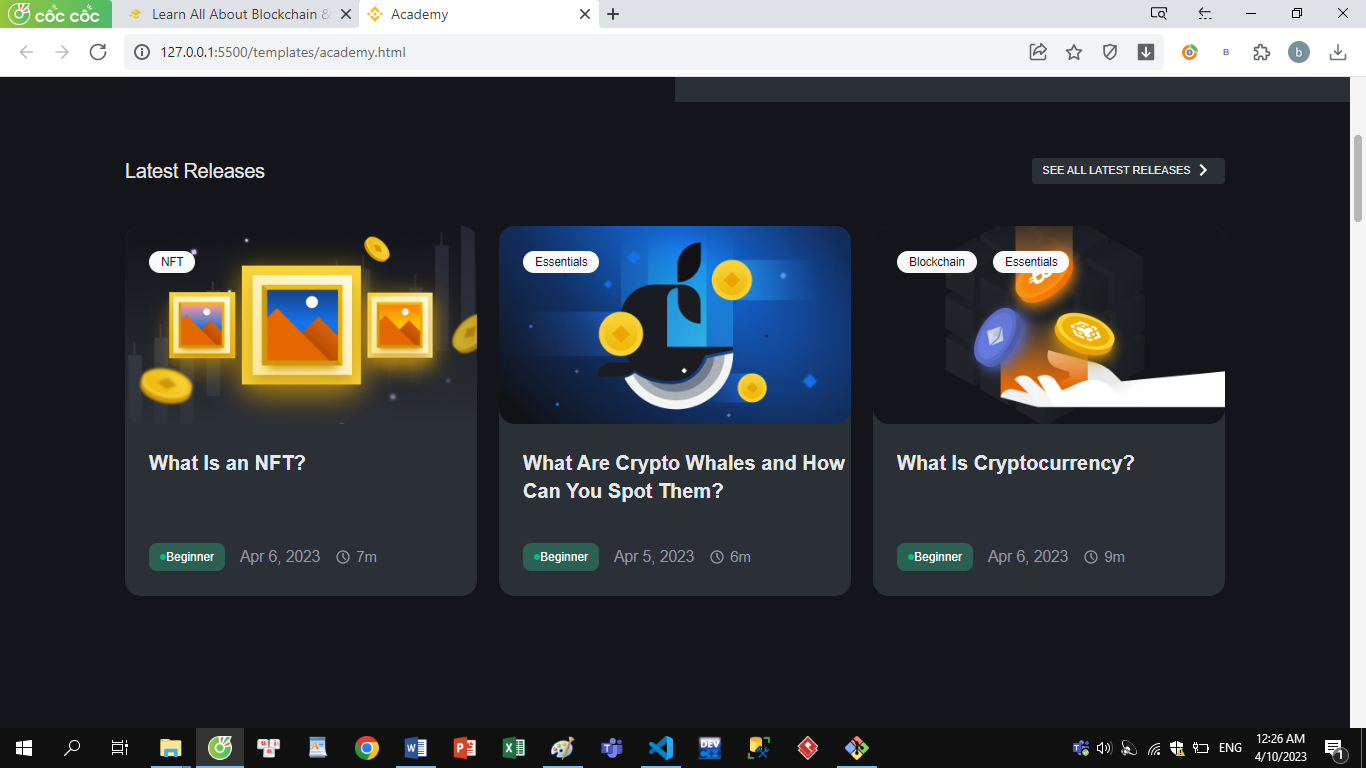 cốc cốc
Learn All About Blockchain &
Academy
127.0.0.1:5500/templates/academy.html
B
b
Latest Releases
SEE ALL LATEST RELEASES
NFT
Essentials
Blockchain
Essentials
What Is an NFT?
What Are Crypto Whales and How
Can You Spot Them?
What Is Cryptocurrency?
Beginner
Apr 6, 2023
7m
Beginner
Apr 5, 2023
6m
Beginner
Apr 6, 2023
9m
DEV
C++
ENG
12:26 AM
4/10/2023
1